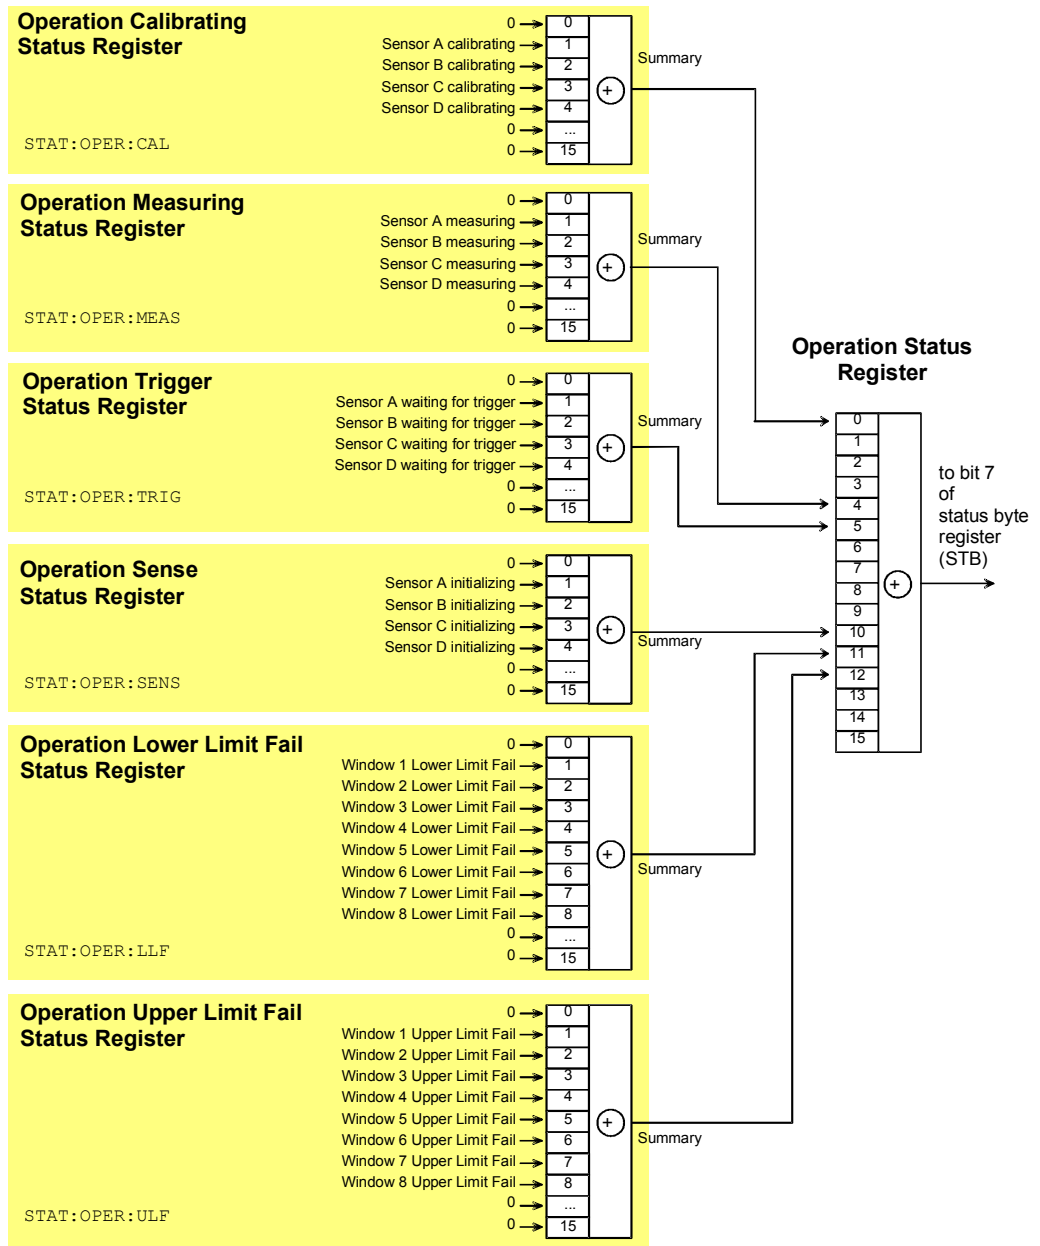 Operation Calibrating
Status Register
0
0
Sensor A calibrating
1
Sensor B calibrating
2
Sensor C calibrating
3
Sensor D calibrating
4
0
...
0
15
Summary
STAT:OPER:CAL
Operation Measuring
Status Register
0
0
Sensor A measuring
1
Sensor B measuring
2
Sensor C measuring
3
Sensor D measuring
4
0
...
0
15
Summary
STAT:OPER:MEAS
Operation Trigger
Status Register
0
0
Sensor A waiting for trigger
1
Sensor B waiting for trigger
2
Sensor C waiting for trigger
3
Sensor D waiting for trigger
4
0
...
0
15
Summary
STAT:OPER:TRIG
Operation Sense
Status Register
0
0
Sensor A initializing
1
Sensor B initializing
2
Sensor C initializing
3
Sensor D initializing
4
0
...
0
15
Summary
STAT:OPER:SENS
Operation Lower Limit Fail
Status Register
0
0
Window 1 Lower Limit Fail
1
Window 2 Lower Limit Fail
2
Window 3 Lower Limit Fail
3
Window 4 Lower Limit Fail
4
Window 5 Lower Limit Fail
5
Window 6 Lower Limit Fail
6
Window 7 Lower Limit Fail
7
Window 8 Lower Limit Fail
8
0
...
0
15
Summary
STAT:OPER:LLF
Operation Upper Limit Fail
Status Register
0
0
Window 1 Upper Limit Fail
1
Window 2 Upper Limit Fail
2
Window 3 Upper Limit Fail
3
Window 4 Upper Limit Fail
4
Window 5 Upper Limit Fail
5
Window 6 Upper Limit Fail
6
Window 7 Upper Limit Fail
7
Window 8 Upper Limit Fail
8
0
...
0
15
Summary
STAT:OPER:ULF
Operation Status
Register
0
1
2
3
4
5
6
7
8
9
10
11
12
13
14
15
to bit 7
of
status byte
register
(STB)